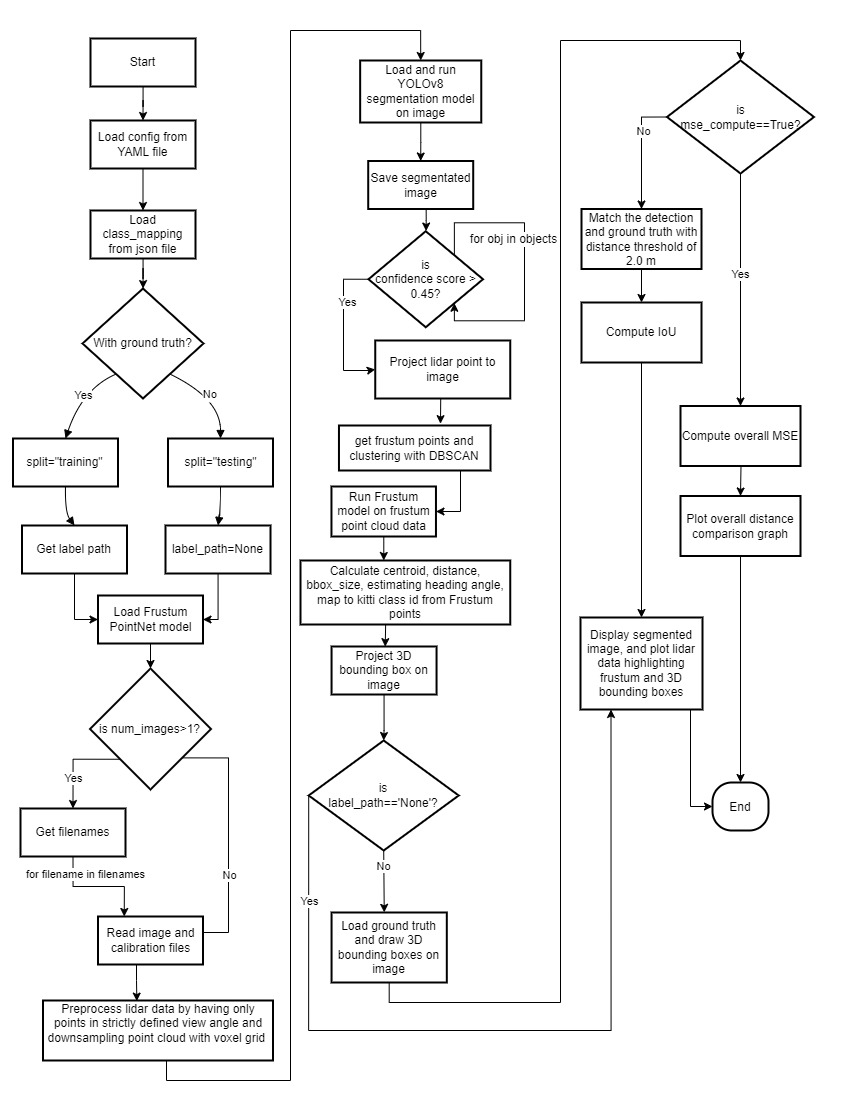 Start
Load config from
YAML file
Load
class_mapping
from json file
With ground truth?
Yes
No
split="training"
split="testing"
Get label path
label_path=None
Load Frustum
PointNet model
is num_images>1?
Yes
Get filenames
for filename in filenames
No
Read image and
calibration files
Preprocess lidar data by having only
points in strictly defined view angle and
downsampling point cloud with voxel grid
Load and run
YOLOv8
segmentation model
on image
Save segmentated
image
for obj in objects
is
confidence score >
0.45?
Yes
Project lidar point to
image
get frustum points and
clustering with DBSCAN
Run Frustum
model on frustum
point cloud data
Calculate centroid, distance,
bbox_size, estimating heading angle,
map to kitti class id from Frustum
points
Project 3D
bounding box on
image
is
label_path=='None'?
No
Yes
Load ground truth
and draw 3D
bounding boxes on
image
is
mse_compute==True?
No
Match the detection
and ground truth with
distance threshold of
2.0 m
Yes
Compute IoU
Compute overall MSE
Plot overall distance
comparison graph
Display segmented
image, and plot lidar
data highlighting
frustum and 3D
bounding boxes
End